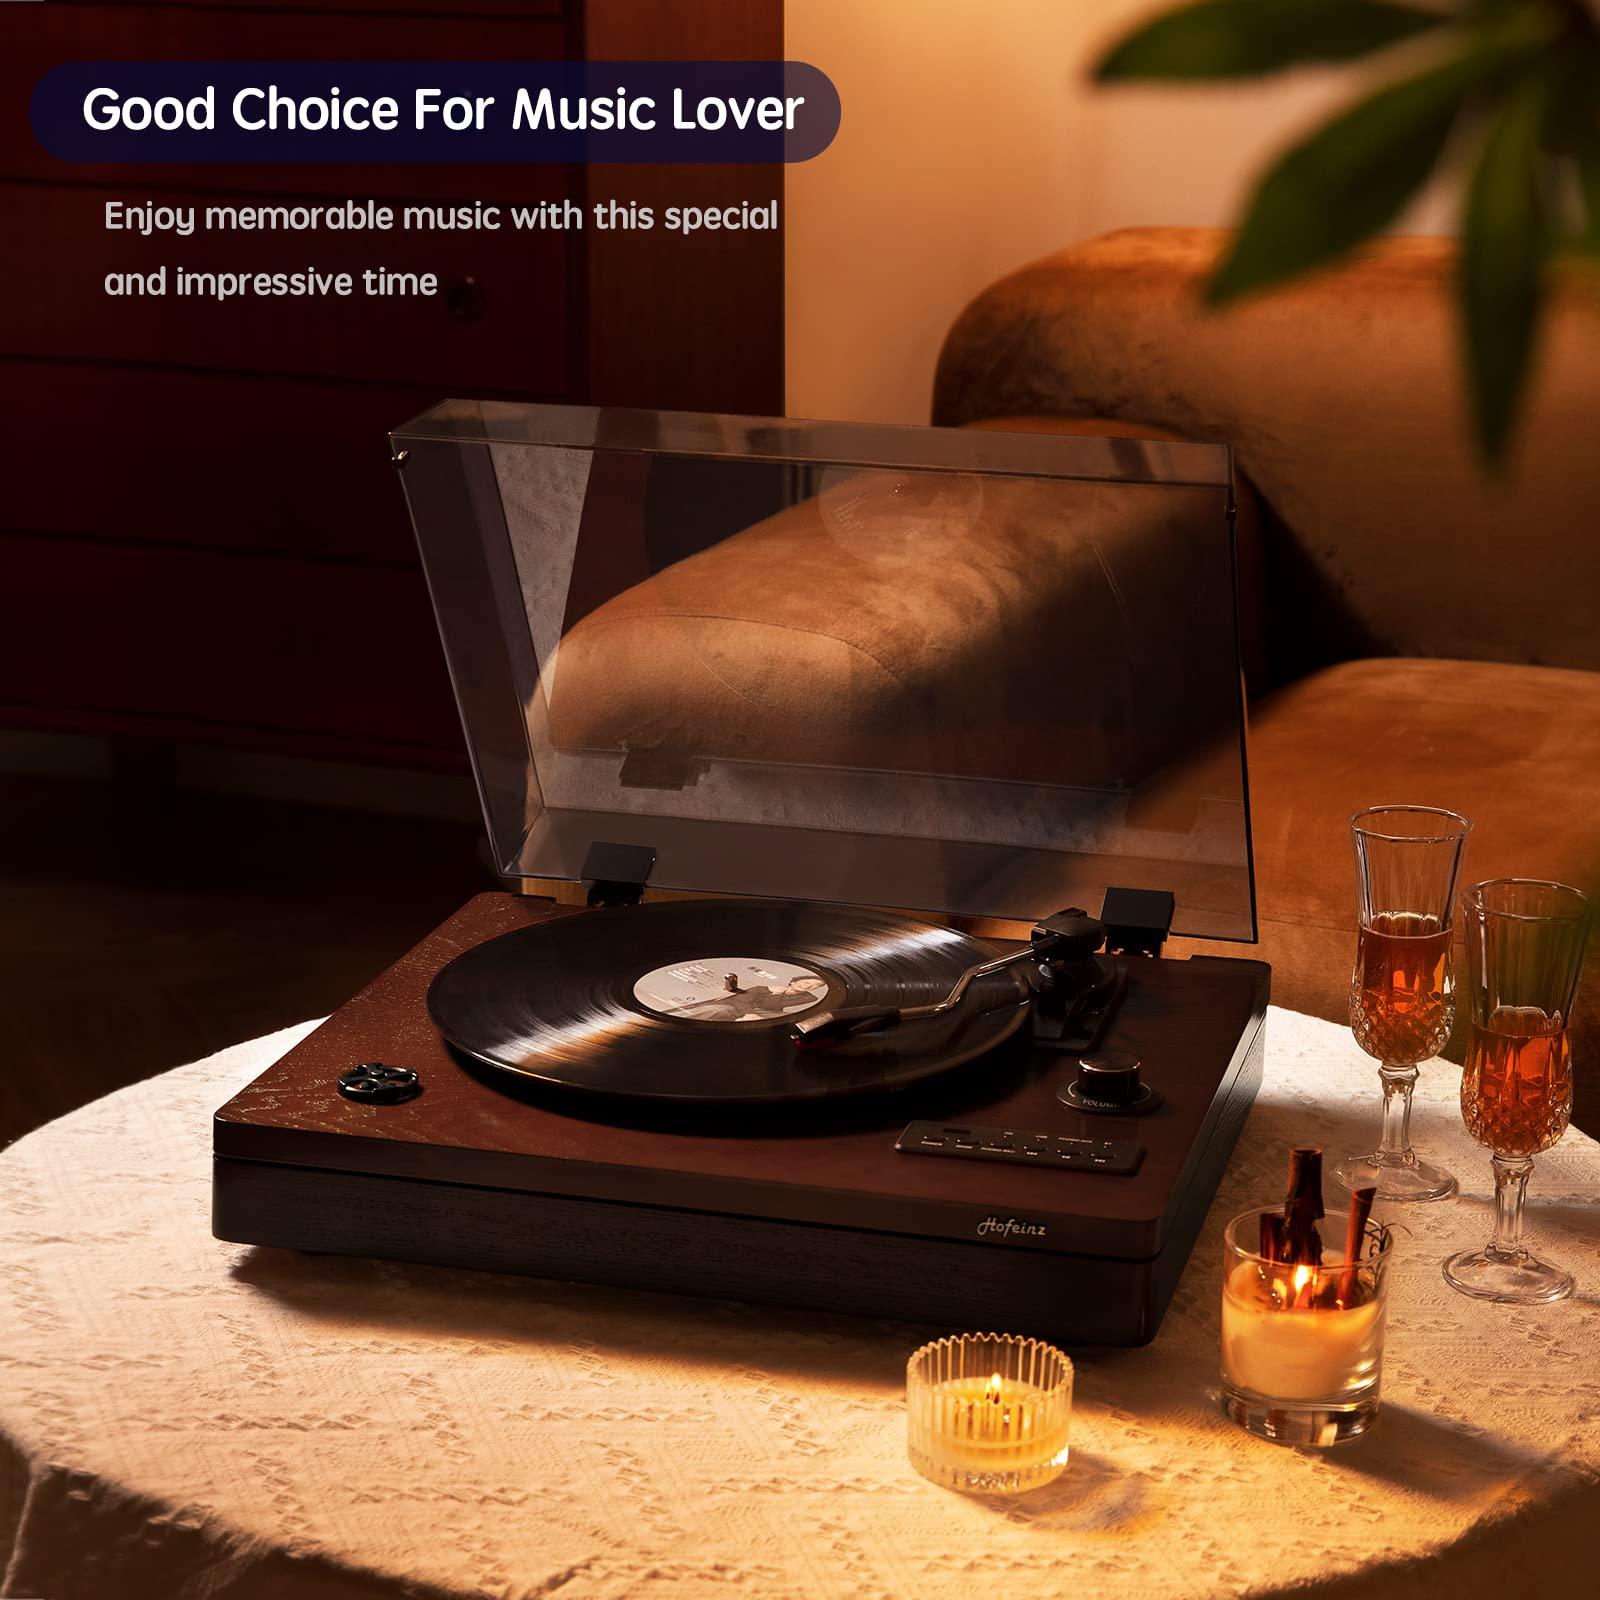 Good Choice For Music Lover
Enjoy memorable music with this special
and impressive time
VOLUME
Hofeinz